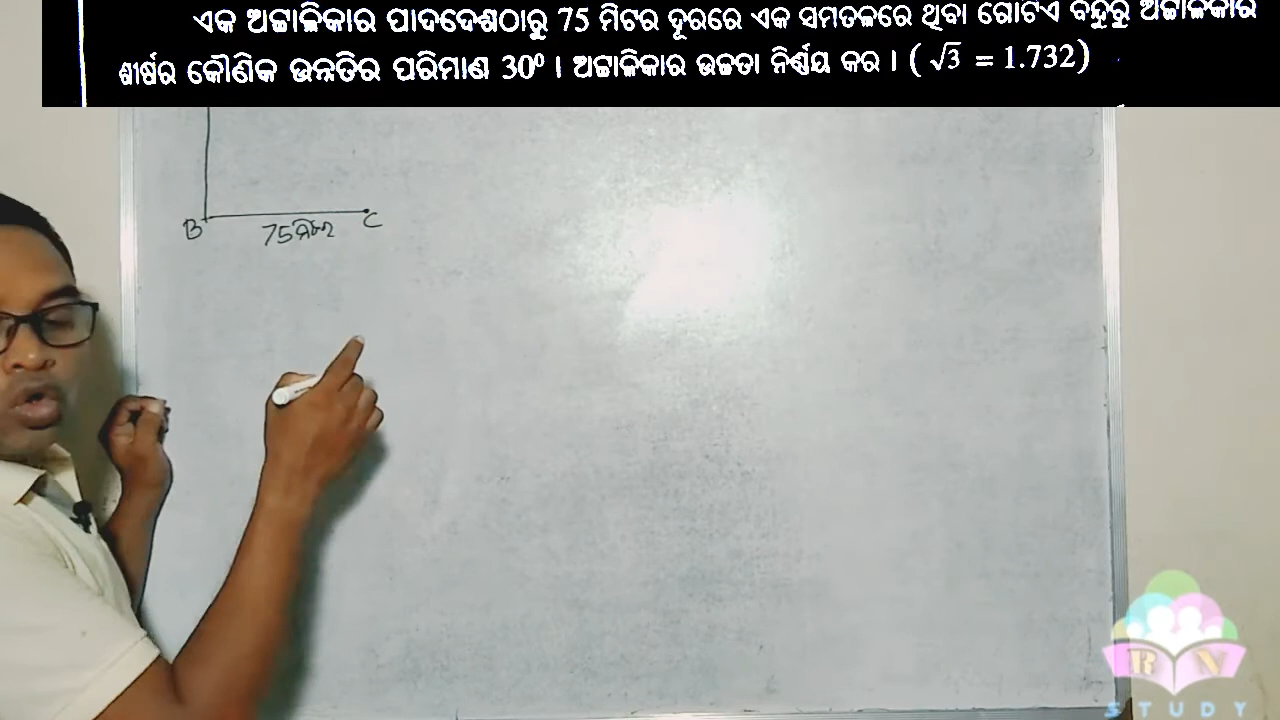 ଏକ ଅଟ୍ଟାଳିକାର ପାଦଦେଶଠାରୁ 75 ମିଟର ଦୂରରେ ଏକ ସମତଳରେ ଥିବା ଗୋଟିଏ ବିନ୍ଦୁରୁ ଅଟ୍ଟାଳିକାର
ଶୀର୍ଷର କୌଣିକ ଉନ୍ନତିର ପରିମାଣ 30⁰ । ଅଟ୍ଟାଳିକାର ଉଚ୍ଚତା ନିର୍ଣ୍ଣୟ କର । ( √3 = 1.732)
B 75ମିଟର C
R N
STUDY